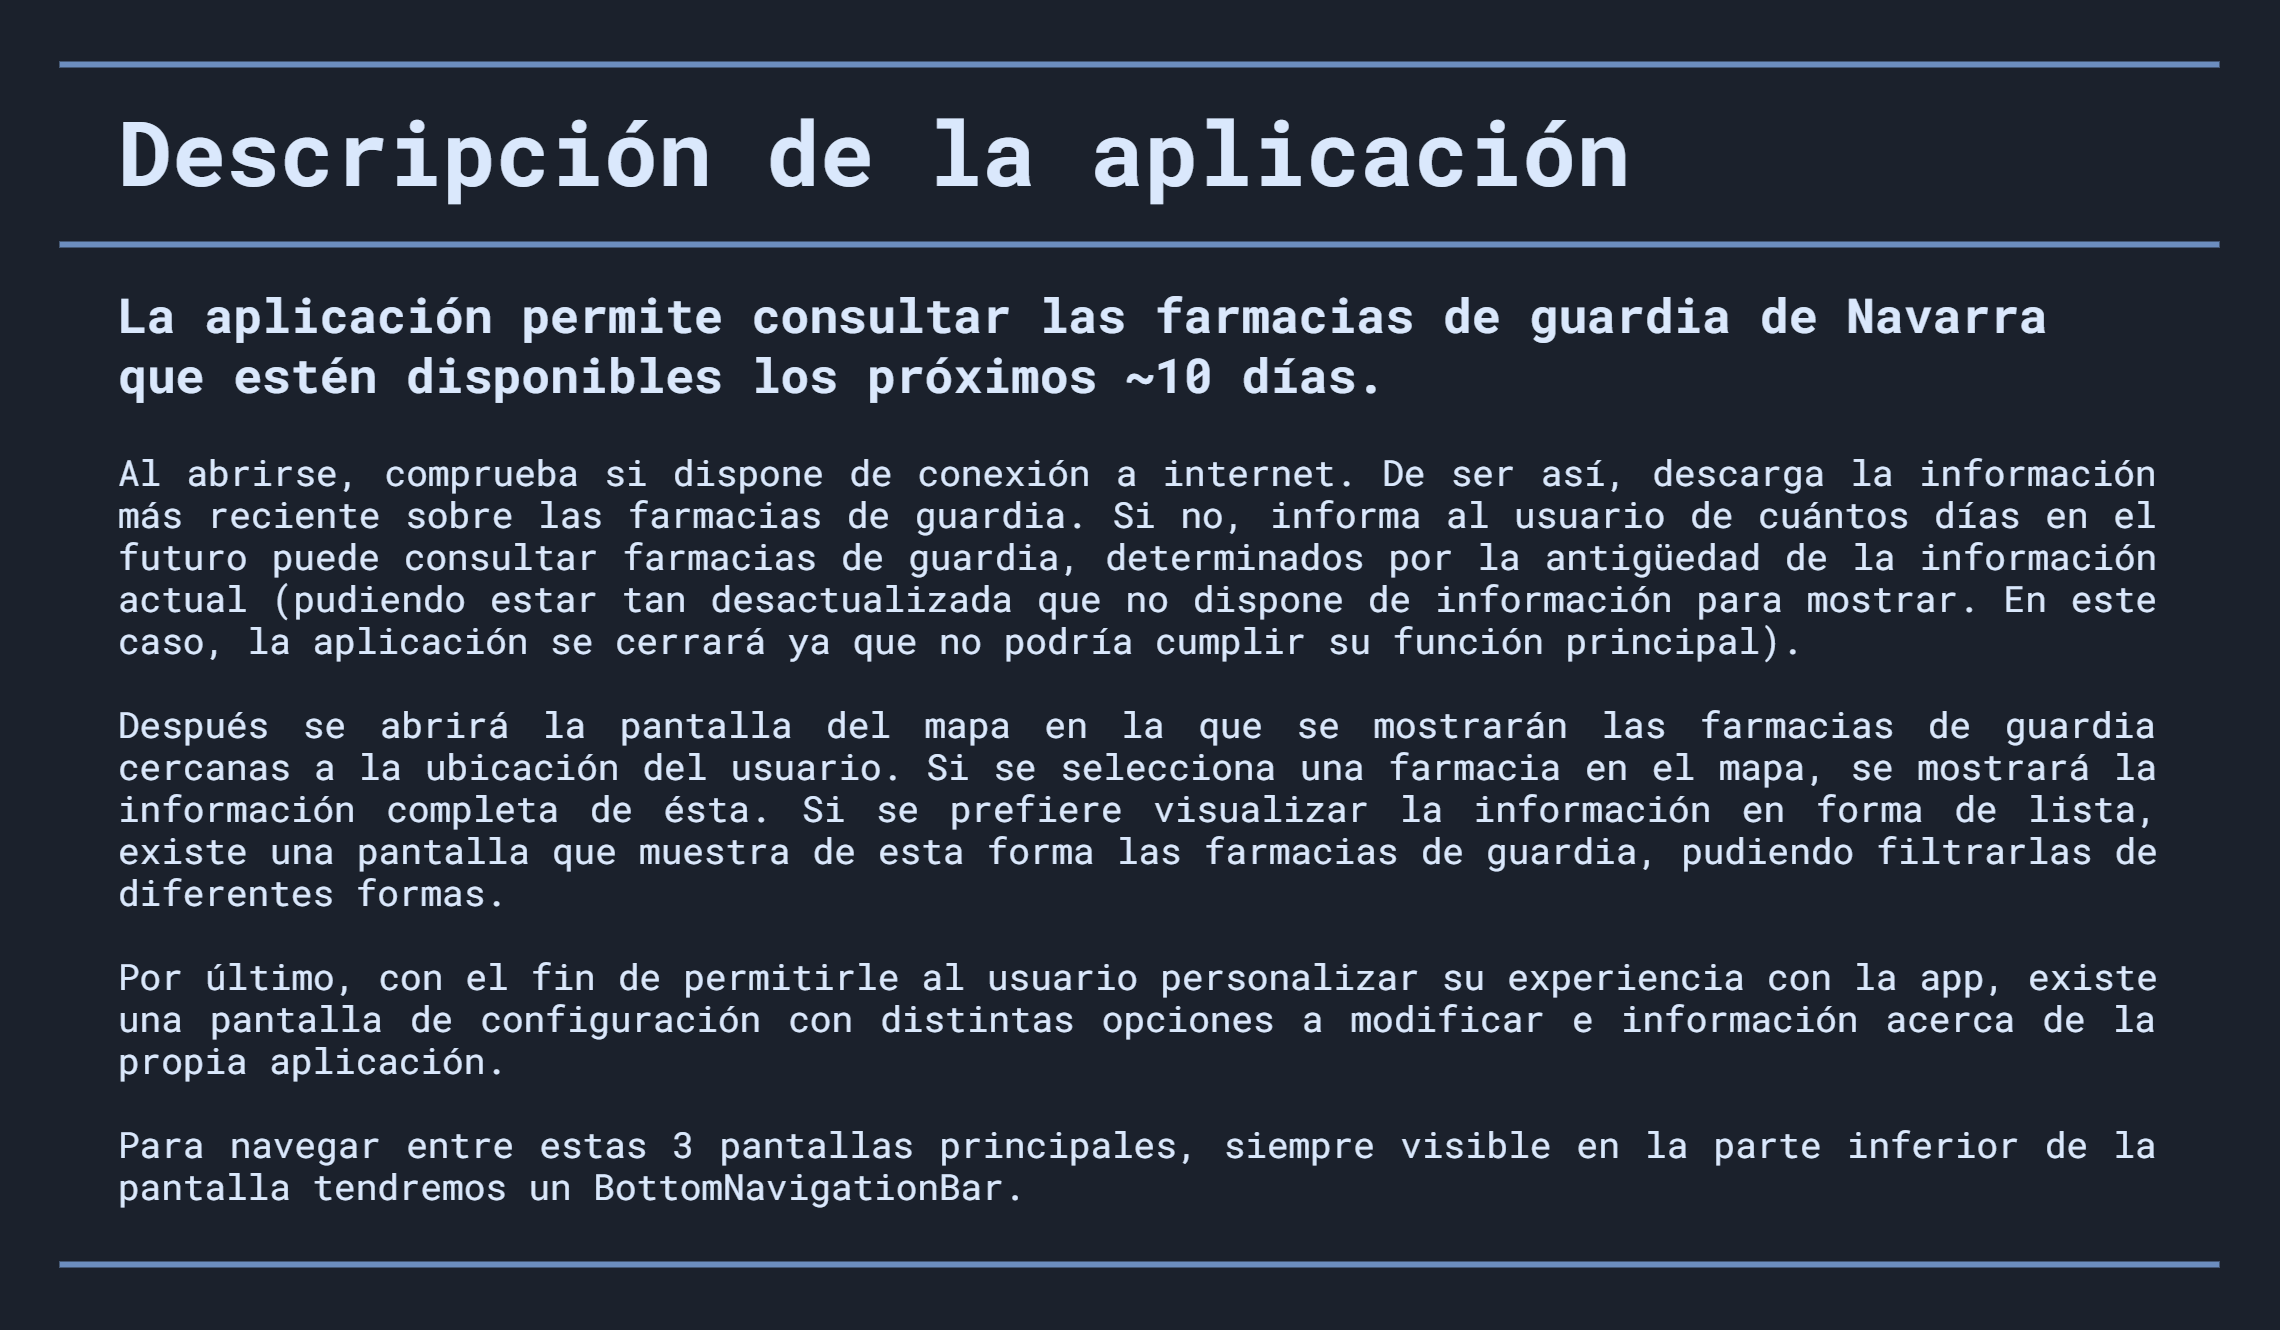 Descripción de la aplicación
La aplicación permite consultar las farmacias de guardia de Navarra
que estén disponibles los próximos ~10 días.
Al abrirse, comprueba si dispone de conexión a internet. De ser así, descarga la información
más reciente sobre las farmacias de guardia. Si no, informa al usuario de cuántos días en el
futuro puede consultar farmacias de guardia, determinados por la antigüedad de la información
actual (pudiendo estar tan desactualizada que no dispone de información para mostrar. En este
caso, la aplicación se cerrará ya que no podría cumplir su función principal).
Después se abrirá la pantalla del mapa en la que se mostrarán las farmacias de guardia
cercanas a la ubicación del usuario. Si se selecciona una farmacia en el mapa, se mostrará la
información completa de ésta. Si se prefiere visualizar la información en forma de lista,
existe una pantalla que muestra de esta forma las farmacias de guardia, pudiendo filtrarlas de
diferentes formas.
Por último, con el fin de permitirle al usuario personalizar su experiencia con la app, existe
una pantalla de configuración con distintas opciones a modificar e información acerca de la
propia aplicación.
Para navegar entre estas 3 pantallas principales, siempre visible en la parte inferior de la
pantalla tendremos un BottomNavigationBar.